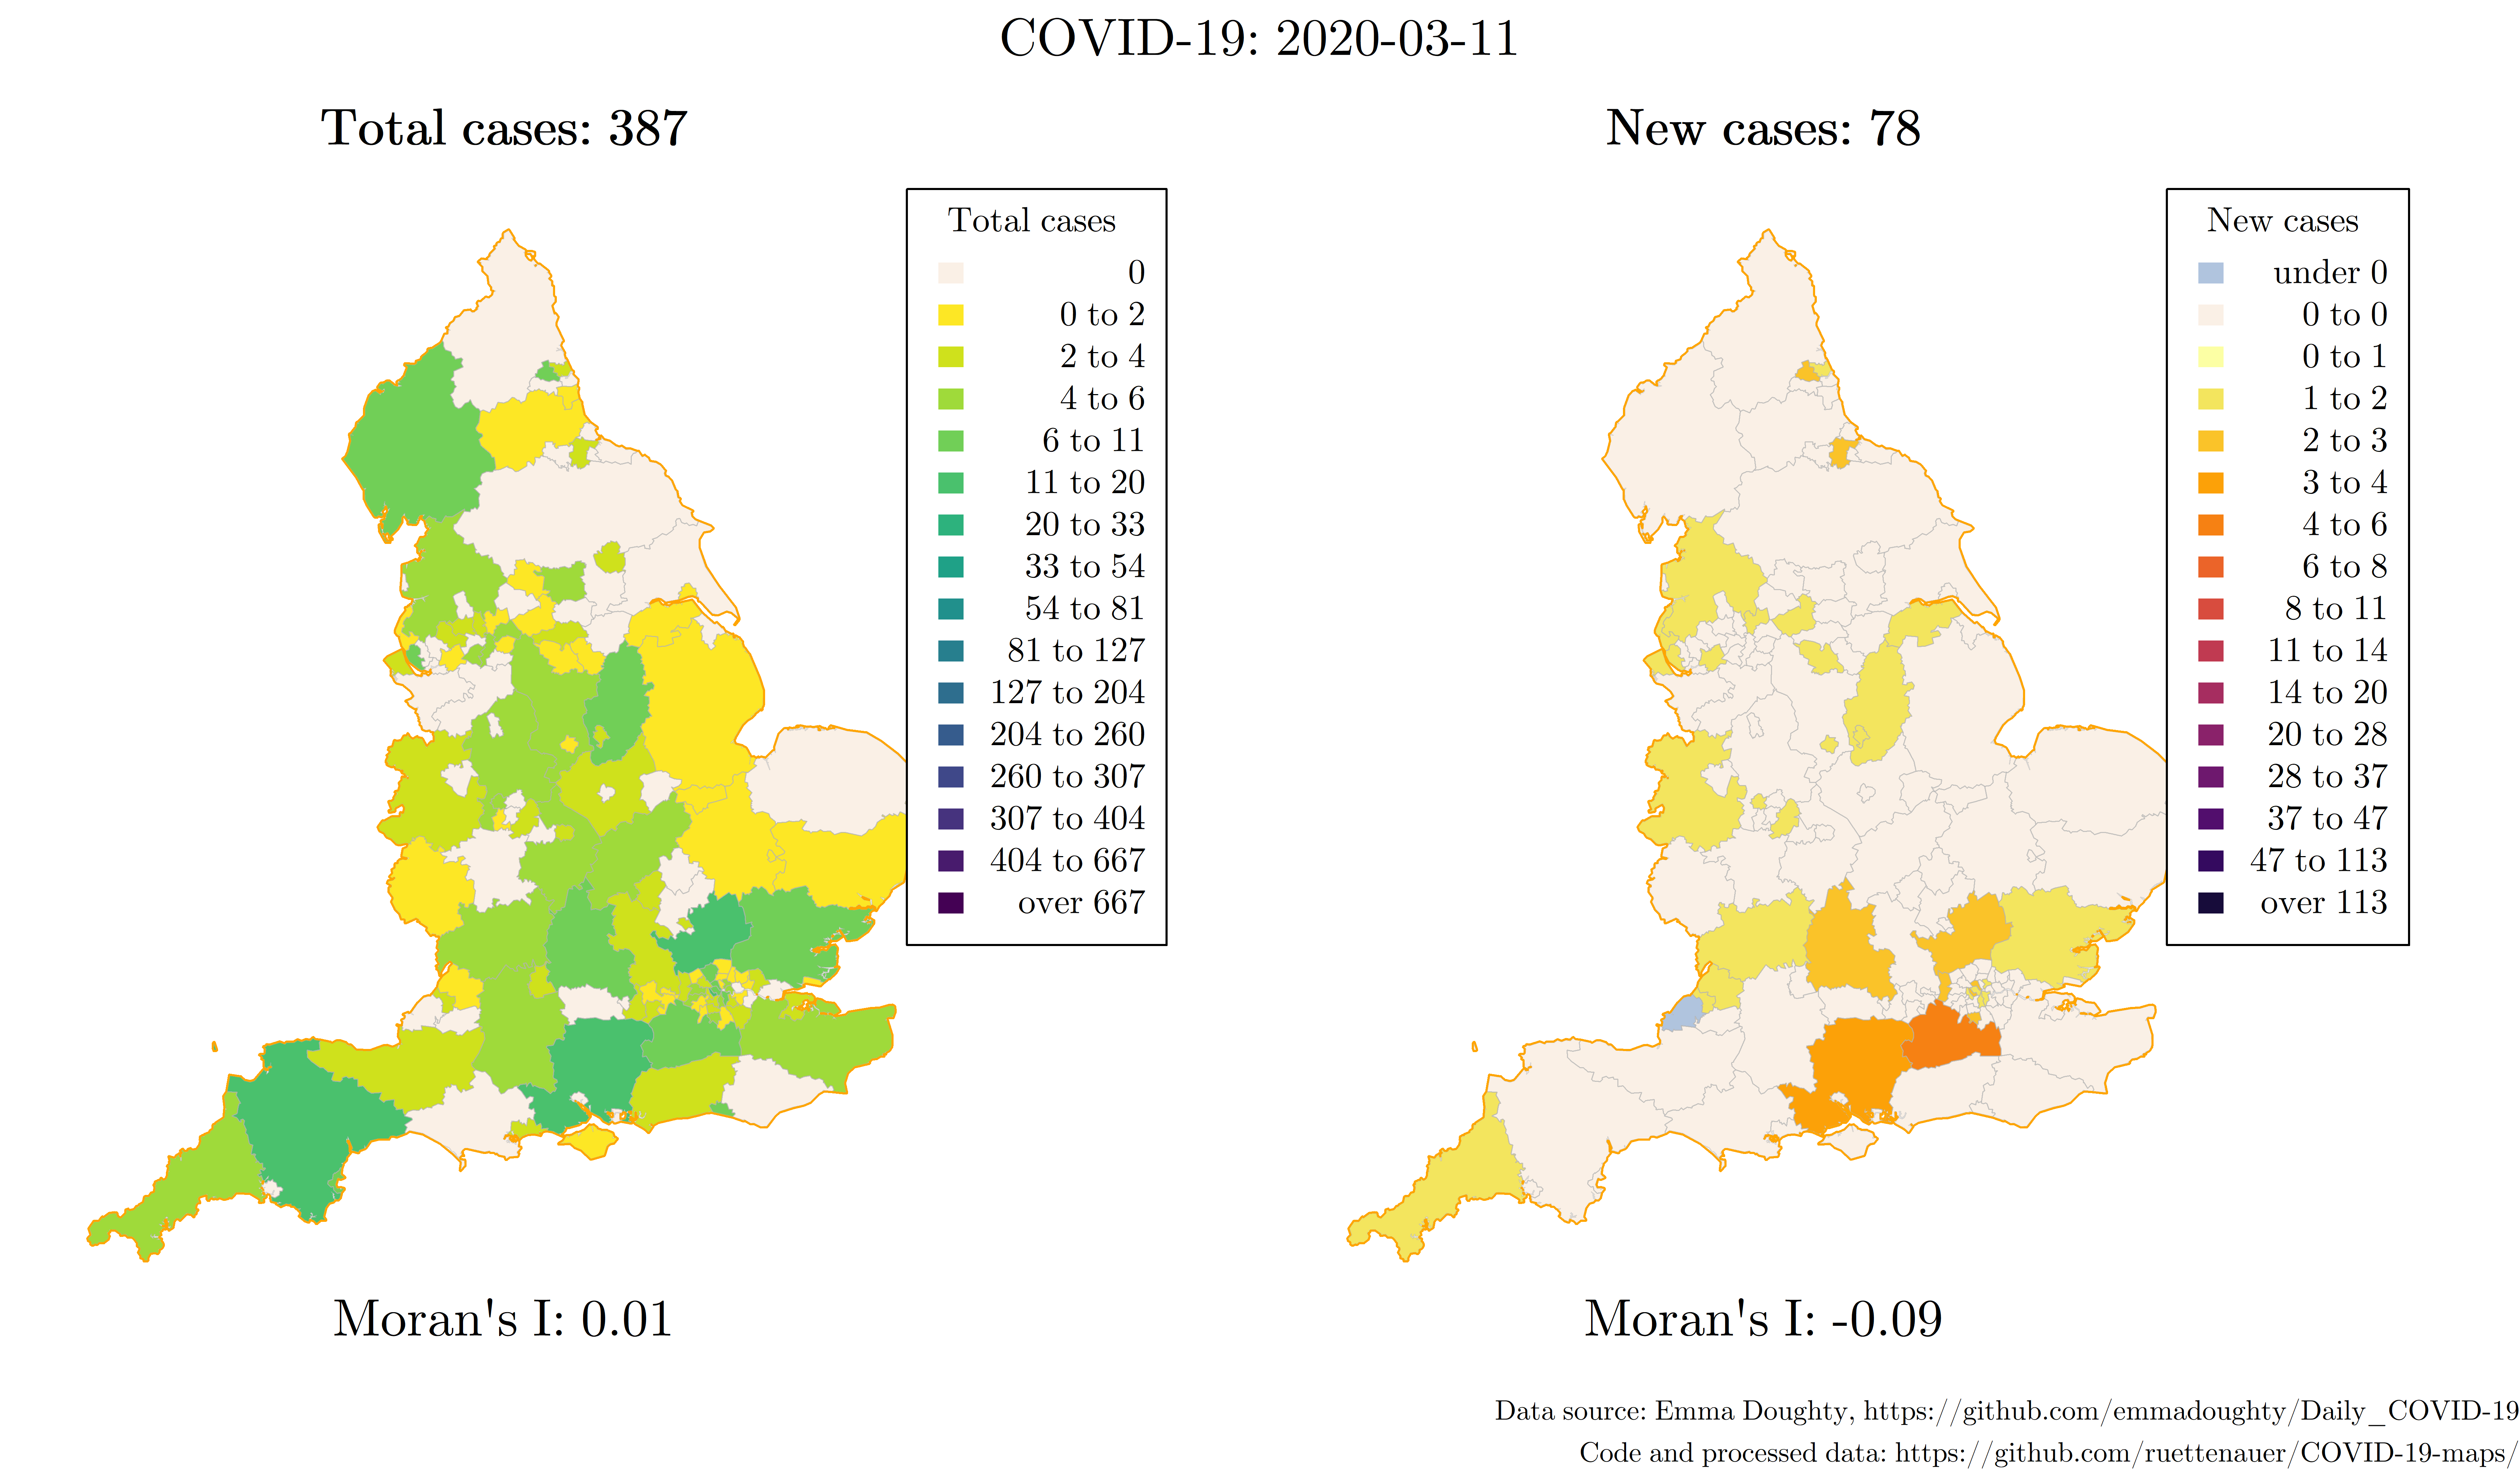 COVID-19: 2020-03-11
Total cases: 387
Total cases
0
0 to 2
2 to 4
4 to 6
6 to 11
11 to 20
20 to 33
33 to 54
54 to 81
81 to 127
127 to 204
204 to 260
260 to 307
307 to 404
404 to 667
over 667
Moran's I: 0.01
New cases: 78
New cases
under 0
0 to 0
0 to 1
1 to 2
2 to 3
3 to 4
4 to 6
6 to 8
8 to 11
11 to 14
14 to 20
20 to 28
28 to 37
37 to 47
47 to 113
over 113
Moran's I: -0.09
Data source: Emma Doughty, https://github.com/emmadoughty/Daily_COVID-19
Code and processed data: https://github.com/ruettenauer/COVID-19-maps/